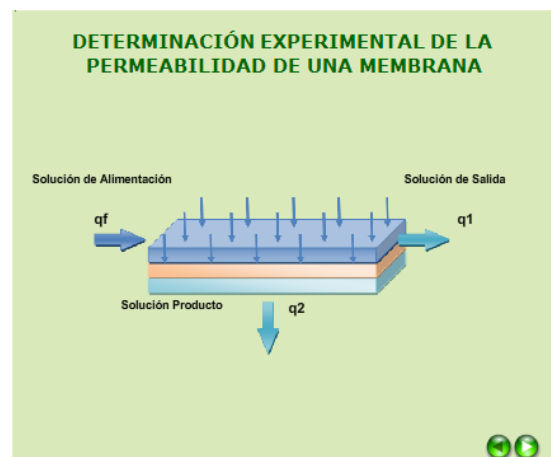 DETERMINACIÓN EXPERIMENTAL DE LA
PERMEABILIDAD DE UNA MEMBRANA
Solución de Alimentación
Solución de Salida
qf
q1
Solución Producto
q2